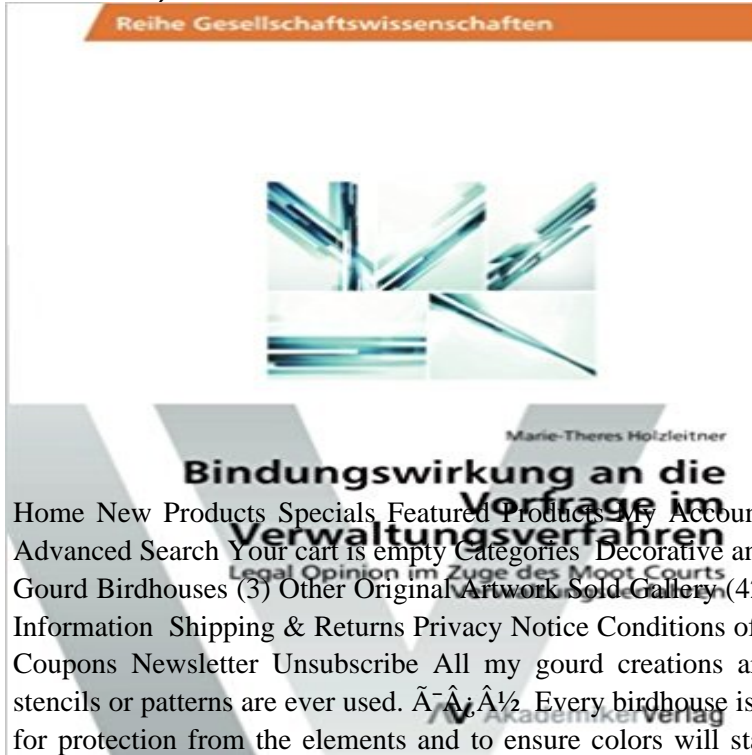 Reihe Gesellschaftswissenschaften
Marie-Theres Holzleitner
Bindungswirkung an die
Vorfrage im
Verwaltungsverfahren
Legal Opinion im Zuge des Moot Courts
AkademikerVerlag
Home New Products Specials Featured Products My Accoun
Advanced Search Your cart is empty Categories Decorative an
Gourd Birdhouses (3) Other Original Artwork Sold Gallery (42
Information Shipping & Returns Privacy Notice Conditions of
Coupons Newsletter Unsubscribe All my gourd creations a
stencils or patterns are ever used. ï¿½ Every birdhouse is
for protection from the elements and to ensure colors will st